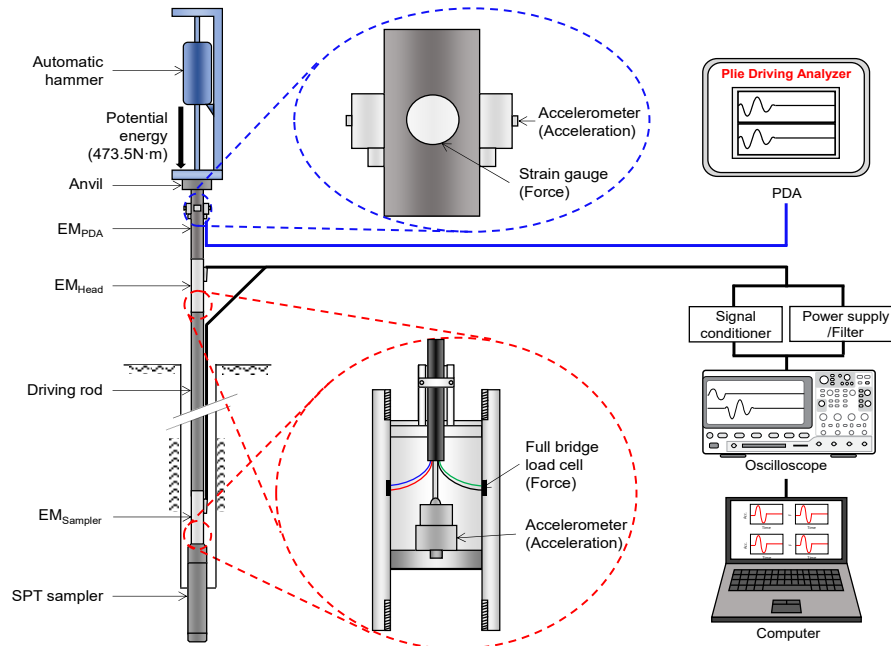 Automatic
hammer
Potential
energy
(473.5N·m)
Anvil
EMPDA
EMHead
Driving rod
EMSampler
SPT sampler
Accelerometer
(Acceleration)
Strain gauge
(Force)
Plie Driving Analyzer
PDA
Signal
conditioner
Power supply
/Filter
Full bridge
load cell
(Force)
Accelerometer
(Acceleration)
Oscilloscope
Computer